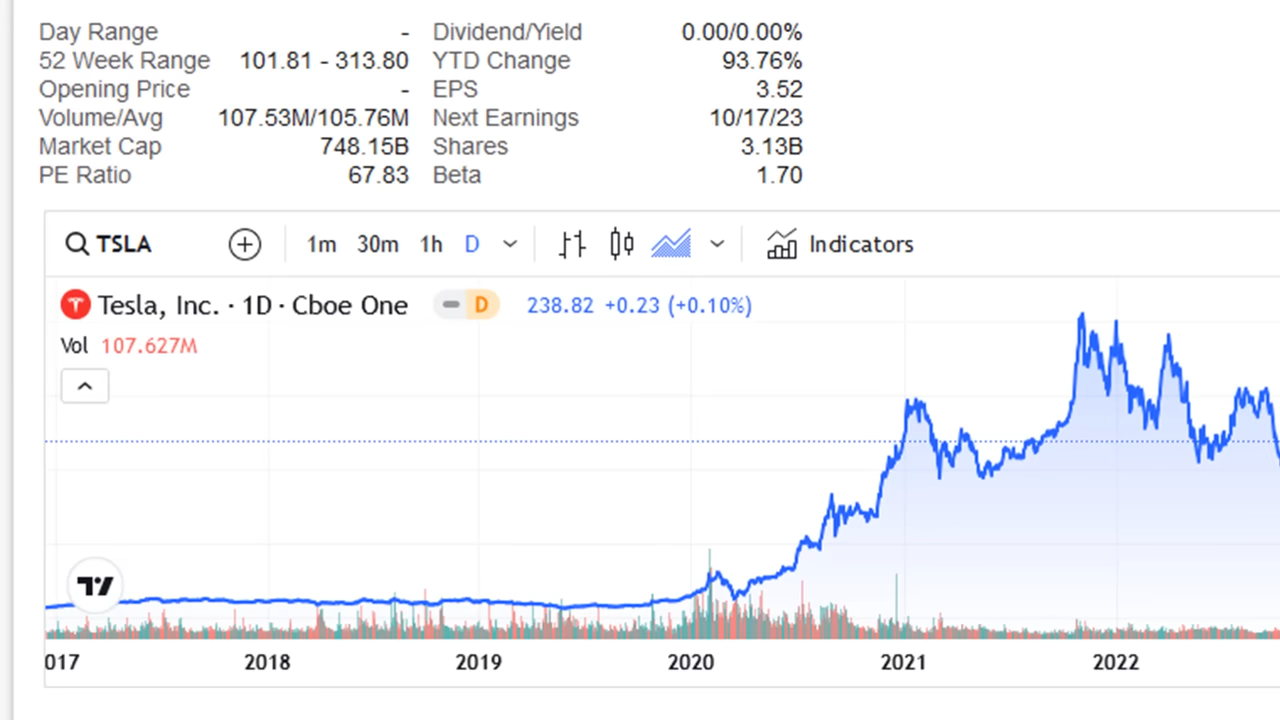 Day Range - Dividend/Yield 0.00/0.00%
52 Week Range 101.81 - 313.80 YTD Change 93.76%
Opening Price - EPS 3.52
Volume/Avg 107.53M/105.76M Next Earnings 10/17/23
Market Cap 748.15B Shares 3.13B
PE Ratio 67.83 Beta 1.70
TSLA 1m 30m 1h D Indicators
Tesla, Inc. · 1D · Cboe One D 238.82 +0.23 (+0.10%)
Vol 107.627M
017 2018 2019 2020 2021 2022